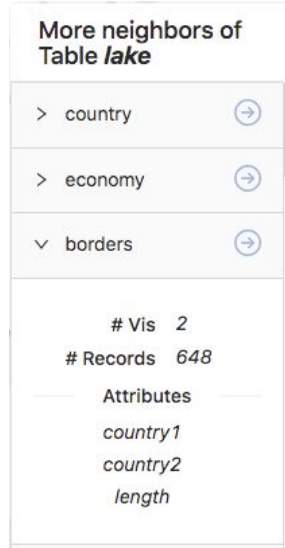 More neighbors of
Table lake
country
economy
borders
# Vis 2
# Records 648
Attributes
country1
country2
length